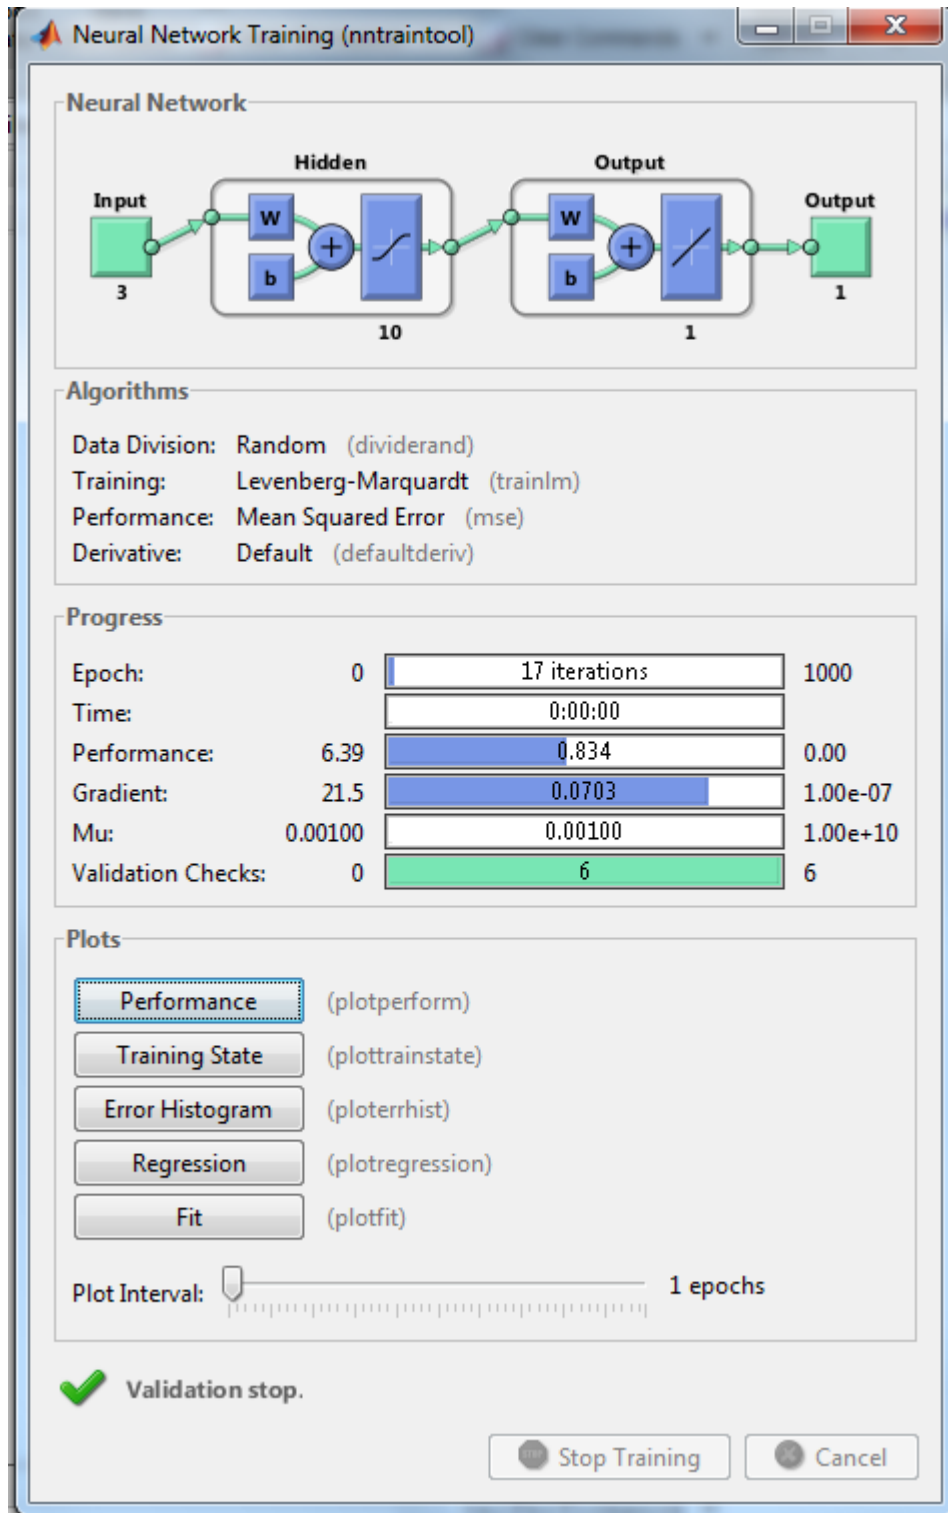 Neural Network Training (nntraintool)
Neural Network
Hidden
Output
Input
Output
W
W
b
b
3
1
10
1
Algorithms
Data Division: Random (dividerand)
Training: Levenberg-Marquardt (trainlm)
Performance: Mean Squared Error (mse)
Derivative: Default (defaultderiv)
Progress
Epoch: 0 17 iterations 1000
Time: 0:00:00
Performance: 6.39 0.834 0.00
Gradient: 21.5 0.0703 1.00e-07
Mu: 0.00100 0.00100 1.00e+10
Validation Checks: 0 6 6
Plots
Performance (plotperform)
Training State (plottrainstate)
Error Histogram (ploterrhist)
Regression (plotregression)
Fit (plotfit)
Plot Interval: 1 epochs
Validation stop.
Stop Training Cancel